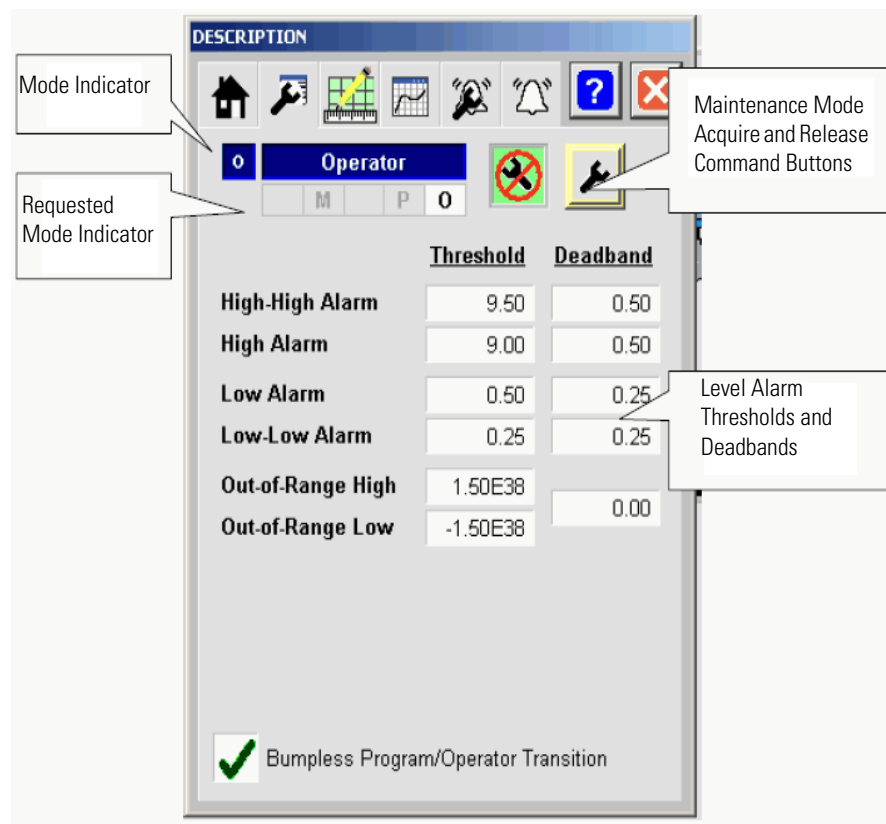 DESCRIPTION
Mode Indicator
?
Maintenance Mode
Acquire and Release
Command Buttons
O Operator
M P O
Requested
Mode Indicator
Threshold Deadband
High-High Alarm 9.50 0.50
High Alarm 9.00 0.50
Low Alarm 0.50 0.25
Low-Low Alarm 0.25 0.25
Level Alarm
Thresholds and
Deadbands
Out-of-Range High 1.50E38
0.00
Out-of-Range Low -1.50E38
Bumpless Program/Operator Transition